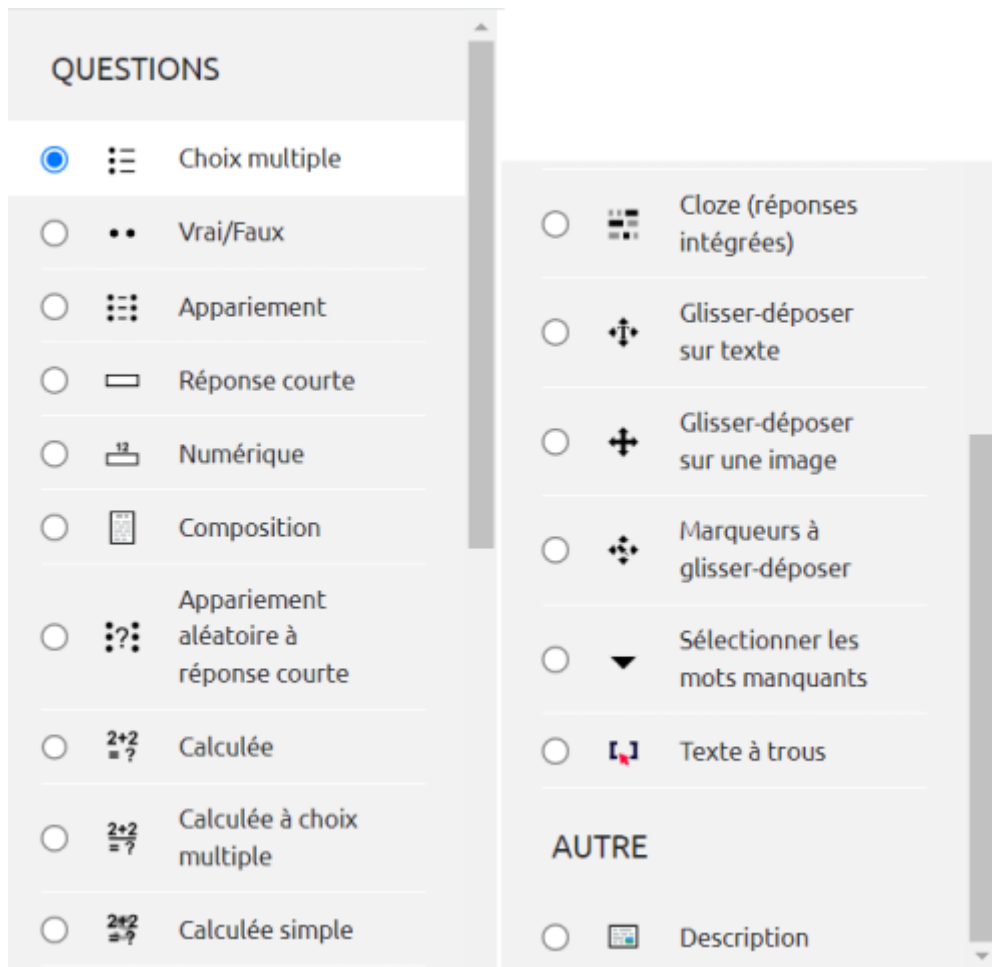 QUESTIONS
Choix multiple
Vrai/Faux
Appariement
Réponse courte
12
Numérique
Composition
Appariement
aléatoire à
réponse courte
?
2+2
= ?
Calculée
2+2
= ?
Calculée à choix
multiple
2+2
= ?
Calculée simple
Cloze (réponses
intégrées)
Glisser-déposer
sur texte
Glisser-déposer
sur une image
Marqueurs à
glisser-déposer
Sélectionner les
mots manquants
Texte à trous
AUTRE
Description